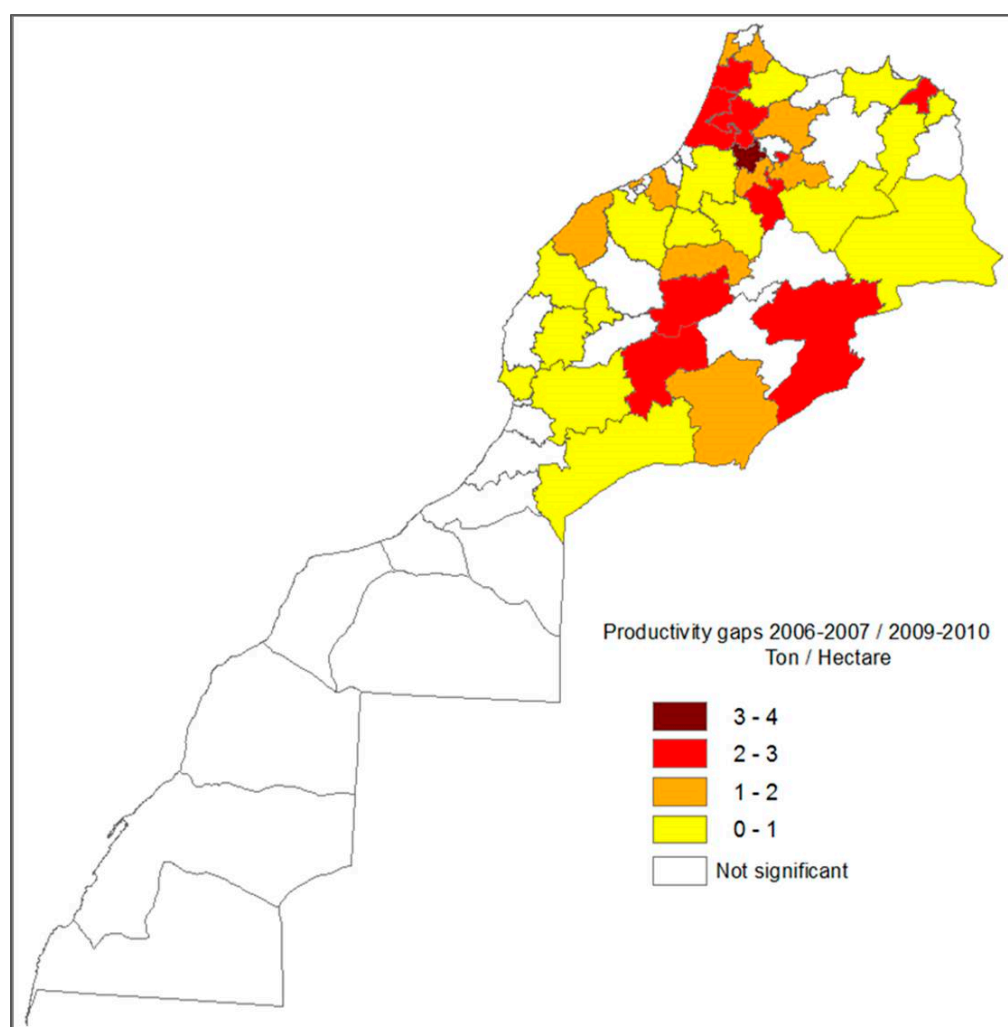 Productivity gaps 2006-2007 / 2009-2010
Ton / Hectare
3 - 4
2 - 3
1 - 2
0 - 1
Not significant